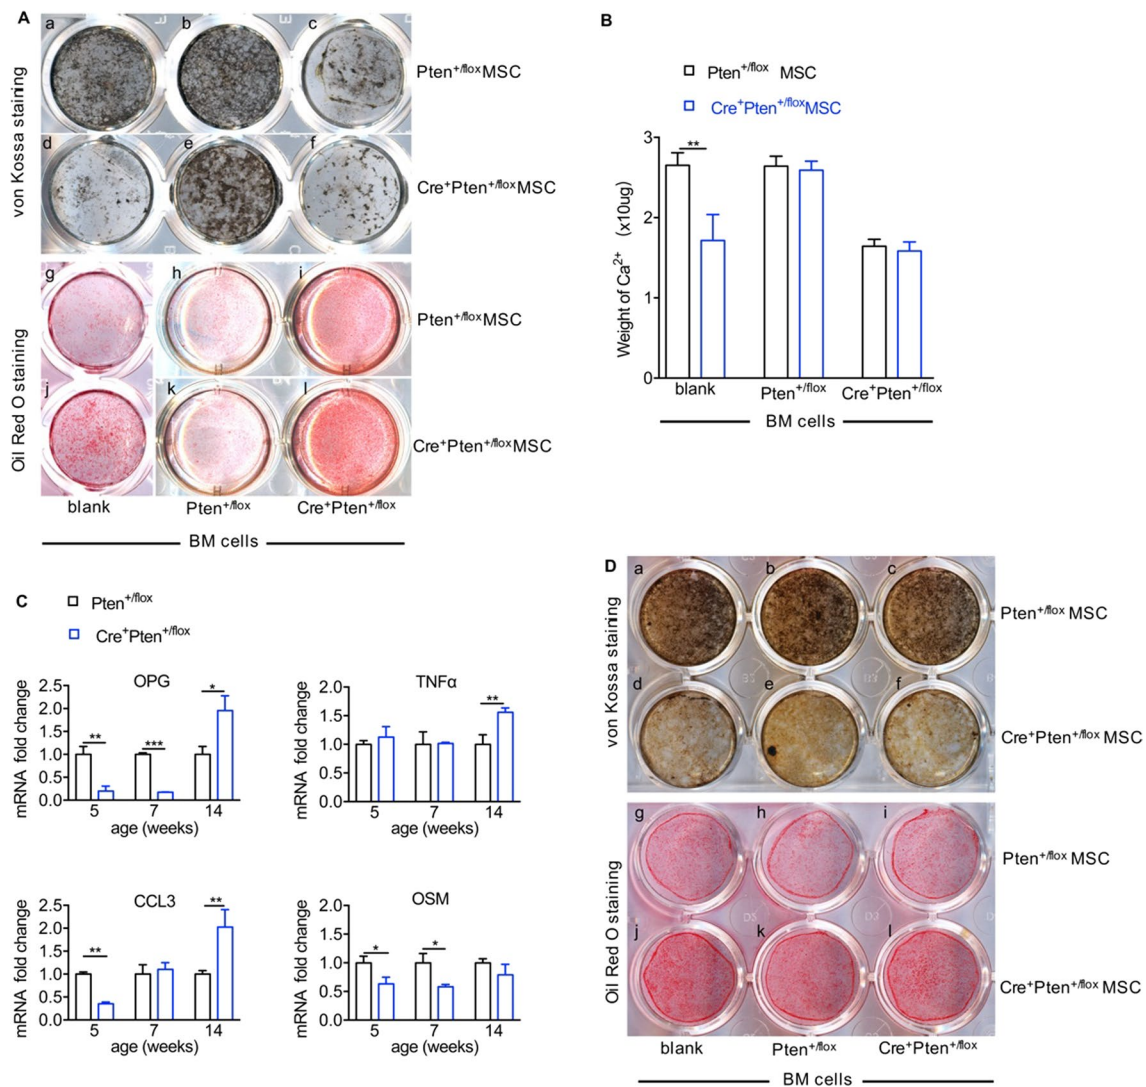 A
a
b
c
von Kossa staining
Pten+/flox MSC
d
e
f
Cre+Pten+/flox MSC
g
h
i
Oil Red O staining
Pten+/flox MSC
j
k
l
Cre+Pten+/flox MSC
blank
Pten+/flox
Cre+Pten+/flox
BM cells
B
Pten+/flox MSC
Cre+Pten+/flox MSC
Weight of Ca2+ (x10ug)
3
2
1
0
**
blank
Pten+/flox
Cre+Pten+/flox
BM cells
C
Pten+/flox
Cre+Pten+/flox
OPG
mRNA fold change
2.5
2.0
1.5
1.0
0.5
0.0
**
***
*
5
7
14
age (weeks)
TNFα
mRNA fold change
2.0
1.5
1.0
0.5
0.0
**
5
7
14
age (weeks)
CCL3
mRNA fold change
2.5
2.0
1.5
1.0
0.5
0.0
**
**
5
7
14
age (weeks)
OSM
mRNA fold change
2.0
1.5
1.0
0.5
0.0
*
*
5
7
14
age (weeks)
D
a
b
c
von Kossa staining
Pten+/flox MSC
d
e
f
Cre+Pten+/flox MSC
g
h
i
Oil Red O staining
Pten+/flox MSC
j
k
l
Cre+Pten+/flox MSC
blank
Pten+/flox
Cre+Pten+/flox
BM cells